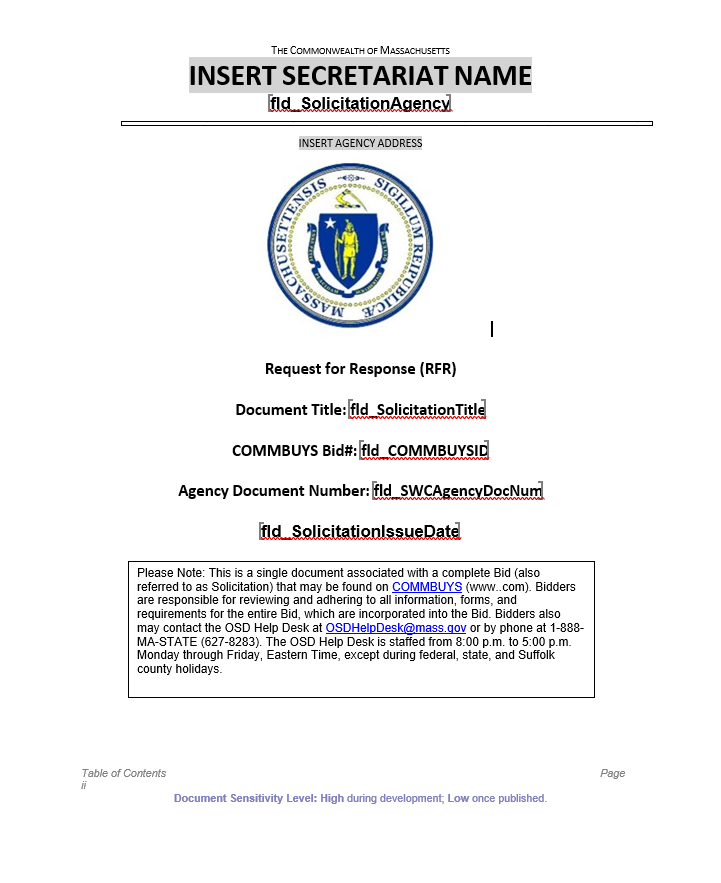 THE COMMONWEALTH OF MASSACHUSETTS
INSERT SECRETARIAT NAME
fld_SolicitationAgency
INSERT AGENCY ADDRESS
SIGILLUM REIPUBLICÆ MASSACHUSETTENSIS
Request for Response (RFR)
Document Title: fld_SolicitationTitle
COMMBUYS Bid#: fld_COMMBUYSID
Agency Document Number: fld_SWCAgencyDocNum
fld_SolicitationIssueDate
Please Note: This is a single document associated with a complete Bid (also
referred to as Solicitation) that may be found on COMMBUYS (www..com). Bidders
are responsible for reviewing and adhering to all information, forms, and
requirements for the entire Bid, which are incorporated into the Bid. Bidders also
may contact the OSD Help Desk at OSDHelpDesk@mass.gov or by phone at 1-888-
MA-STATE (627-8283). The OSD Help Desk is staffed from 8:00 p.m. to 5:00 p.m.
Monday through Friday, Eastern Time, except during federal, state, and Suffolk
county holidays.
Table of Contents Page
ii
Document Sensitivity Level: High during development; Low once published.